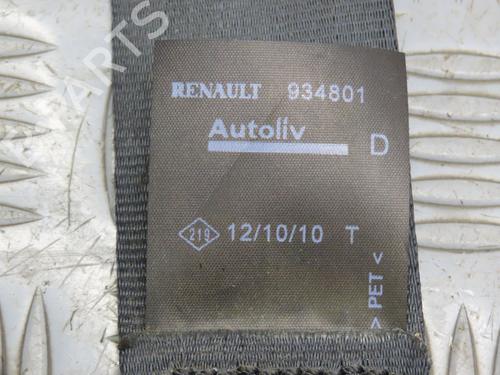 RENAULT 934801
Autoliv
D
219 12/10/10 T
> PET <